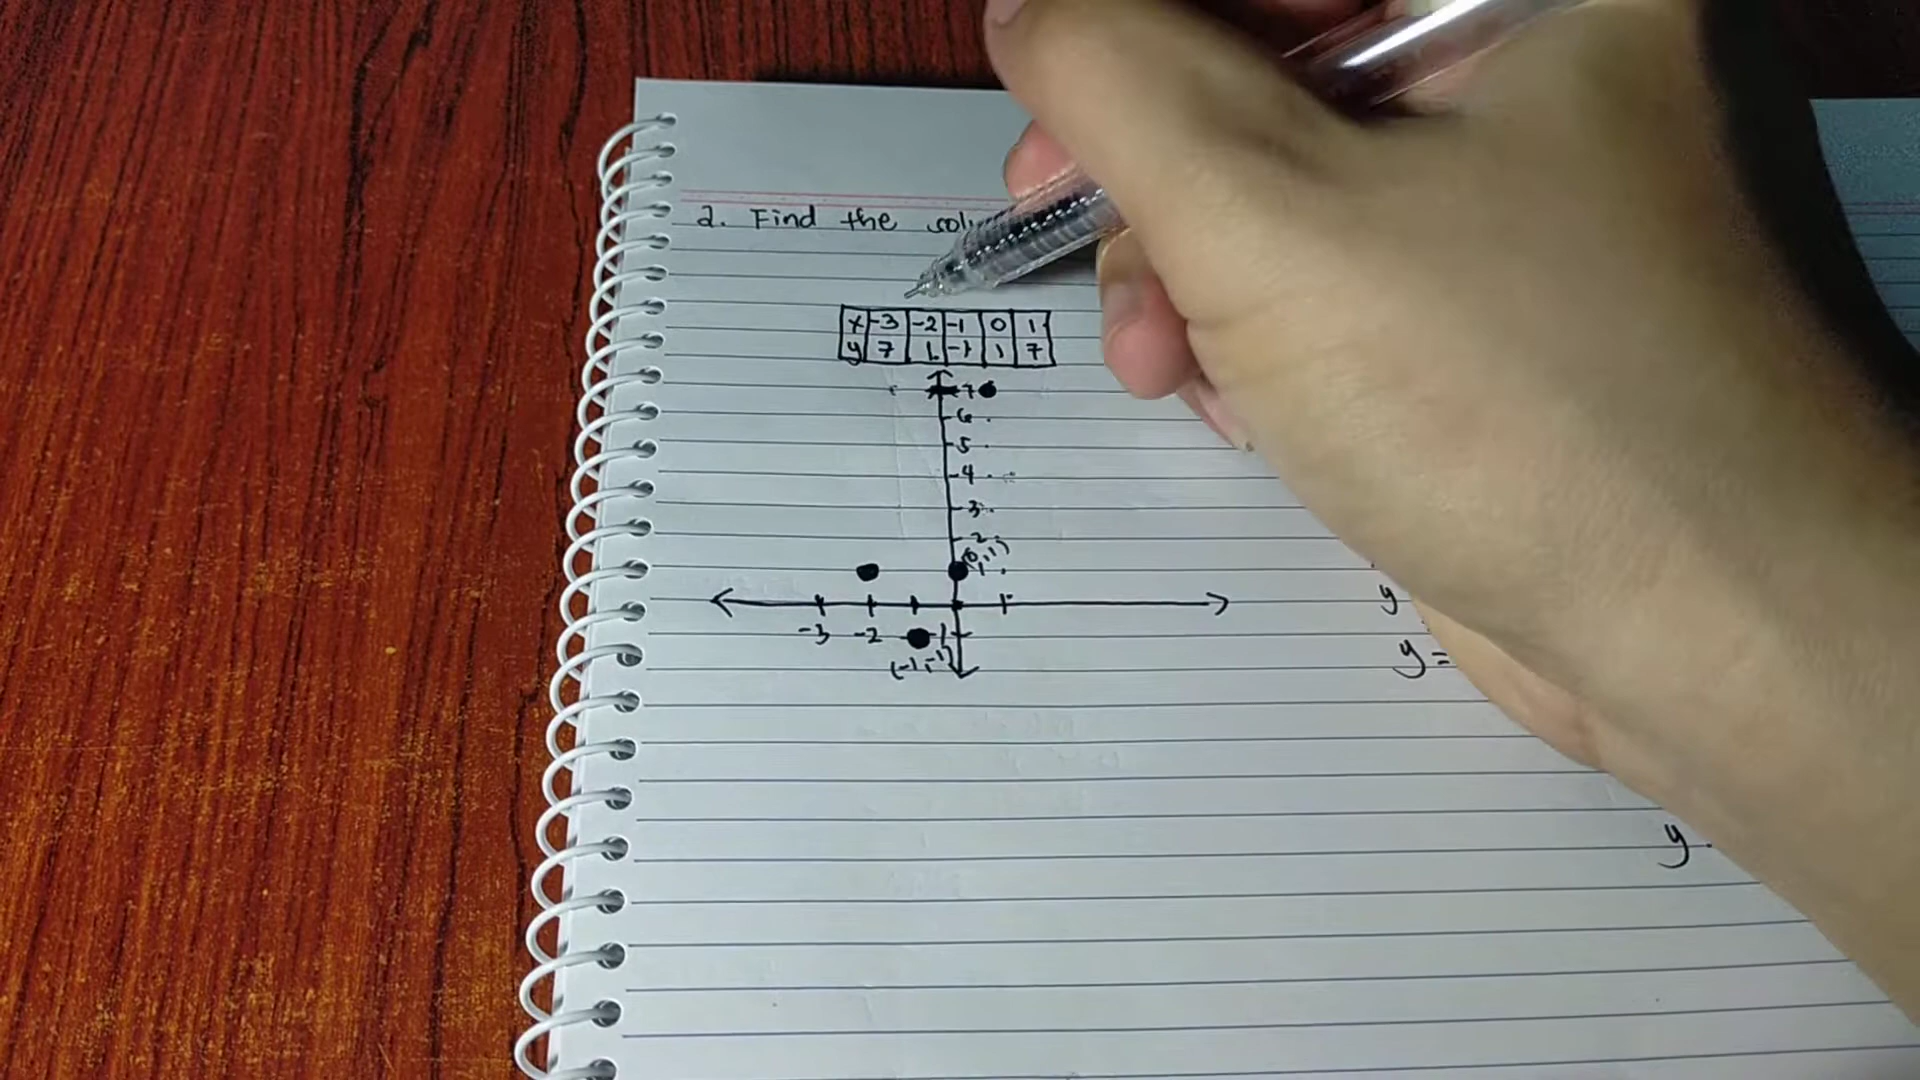 2. Find the
x -3 -2 -1 0 1
y 7 1 -1 1 7
7
6
5
4
3
2
(0,1)
-3 -2 -1
(-1,-1)
y
y =
y